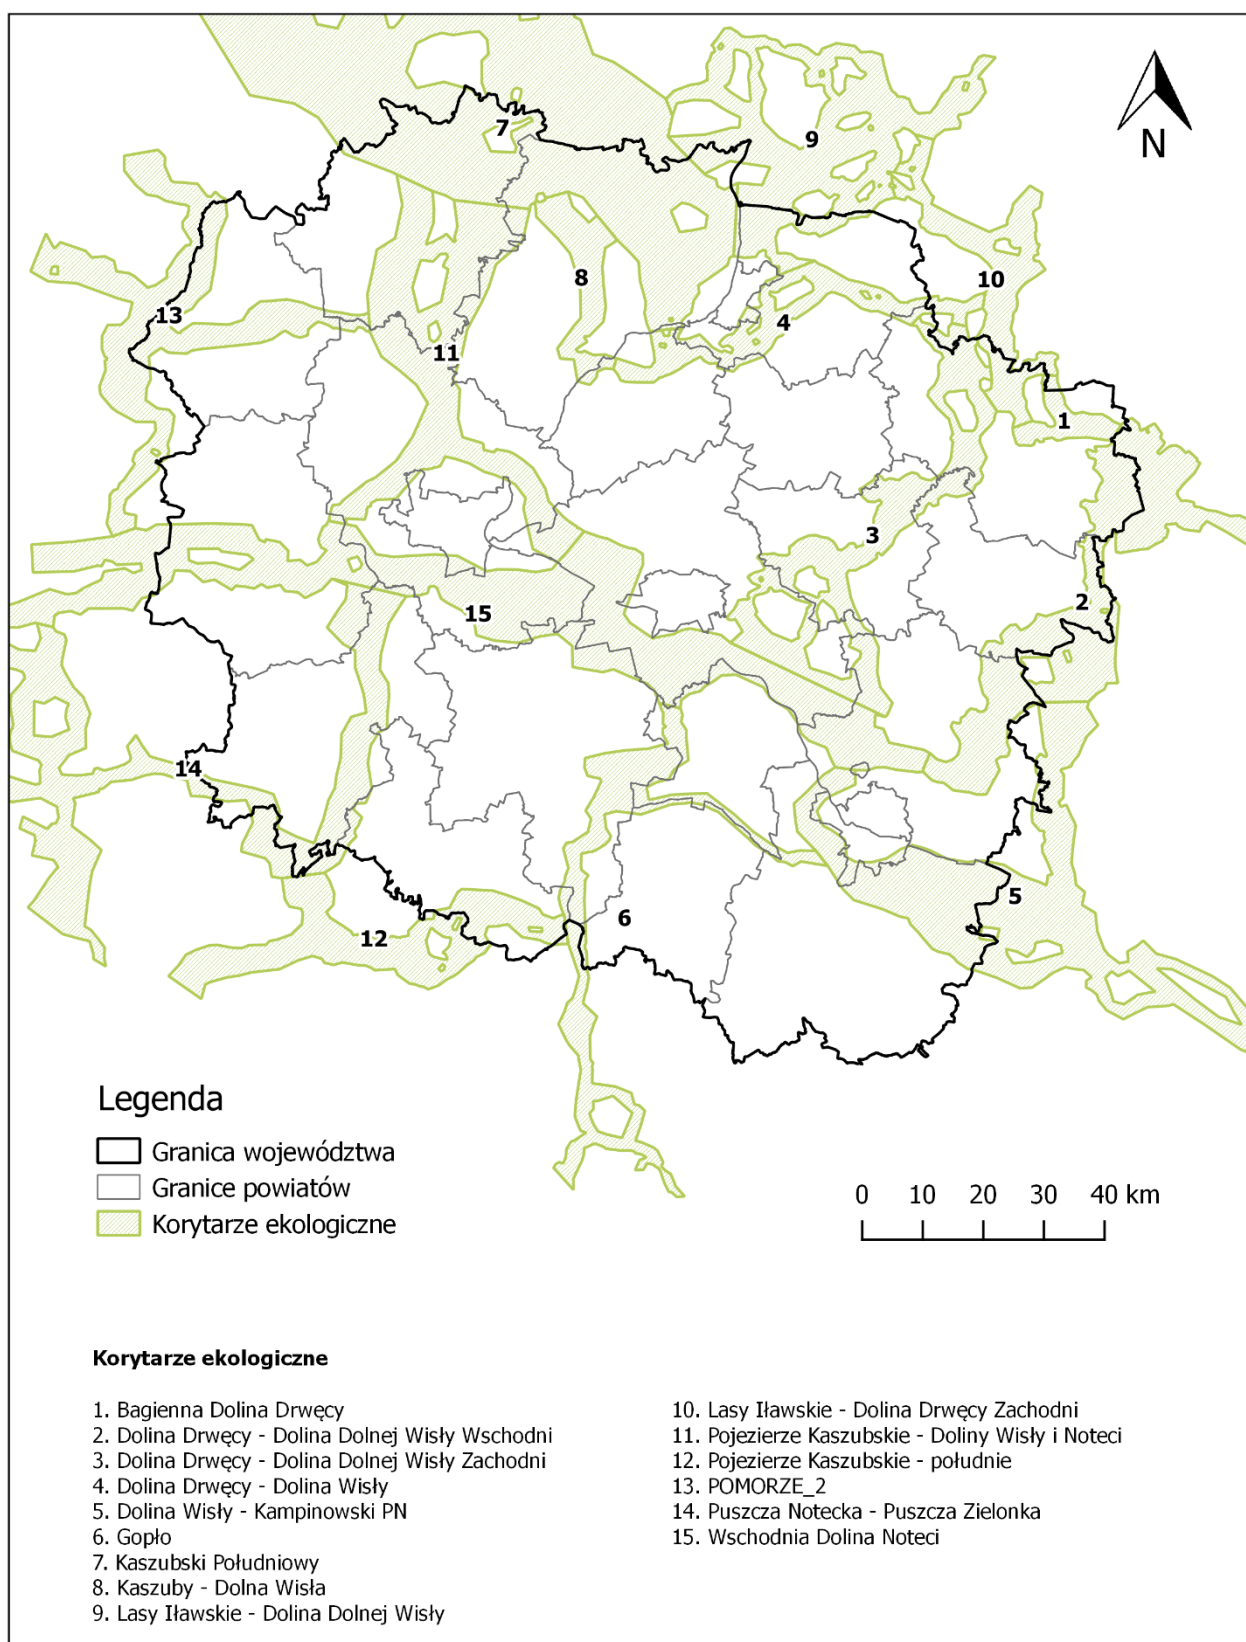 N
7
9
8
10
13
4
11
1
3
2
15
14
5
6
12
Legenda
Granica województwa
Granice powiatów
Korytarze ekologiczne
0 10 20 30 40 km
Korytarze ekologiczne
1. Bagienna Dolina Drwęcy
2. Dolina Drwęcy - Dolina Dolnej Wisły Wschodni
3. Dolina Drwęcy - Dolina Dolnej Wisły Zachodni
4. Dolina Drwęcy - Dolina Wisły
5. Dolina Wisły - Kampinowski PN
6. Gopło
7. Kaszubski Południowy
8. Kaszuby - Dolna Wisła
9. Lasy Iławskie - Dolina Dolnej Wisły
10. Lasy Iławskie - Dolina Drwęcy Zachodni
11. Pojezierze Kaszubskie - Doliny Wisły i Noteci
12. Pojezierze Kaszubskie - południe
13. POMORZE_2
14. Puszcza Notecka - Puszcza Zielonka
15. Wschodnia Dolina Noteci